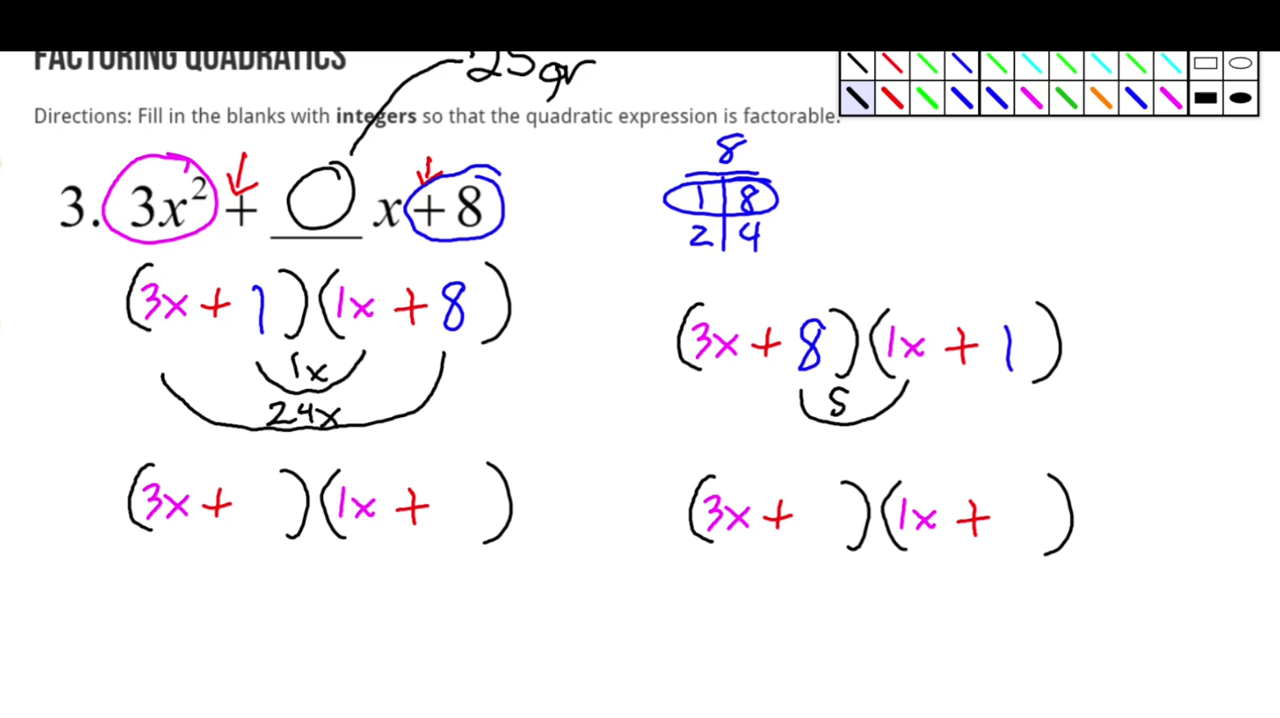 FACTORING QUADRATICS
25 or
Directions: Fill in the blanks with integers so that the quadratic expression is factorable.
3. 3x² + ____ x + 8
8
1 8
2 4
(3x + 1)(1x + 8)
1x
24x
(3x + 8)(1x + 1)
(3x + )(1x + )
(3x + )(1x + )